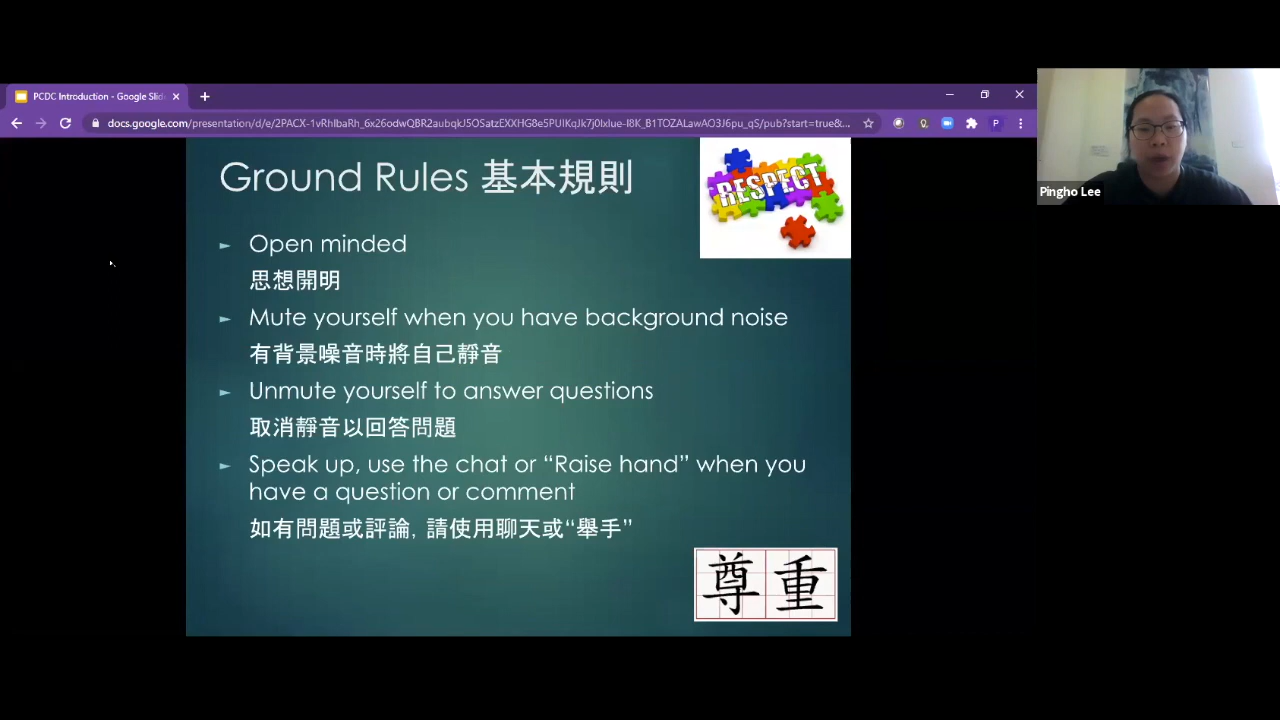 PCDC Introduction - Google Slid
docs.google.com/presentation/d/e/2PACX-1vRhIbaRh_6x26odwQBR2aubqkJ5OSatzEXXHG8e5PUIKqJk7j0lxlue-I8K_B1TOZALawAO3J6pu_qS/pub?start=true&...
P
Pingho Lee
Ground Rules 基本規則
RESPECT
► Open minded
思想開明
► Mute yourself when you have background noise
有背景噪音時將自己靜音
► Unmute yourself to answer questions
取消靜音以回答問題
► Speak up, use the chat or “Raise hand” when you
have a question or comment
如有問題或評論, 請使用聊天或“舉手”
尊重